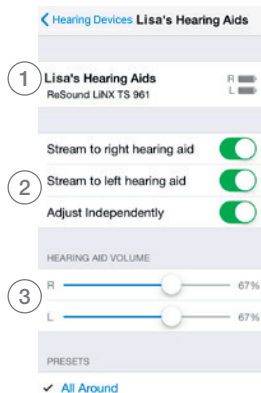 Hearing Devices Lisa's Hearing Aids
1
Lisa's Hearing Aids R
ReSound LiNX TS 961 L
Stream to right hearing aid
2
Stream to left hearing aid
Adjust Independently
HEARING AID VOLUME
3
R 67%
L 67%
PRESETS
✓ All Around